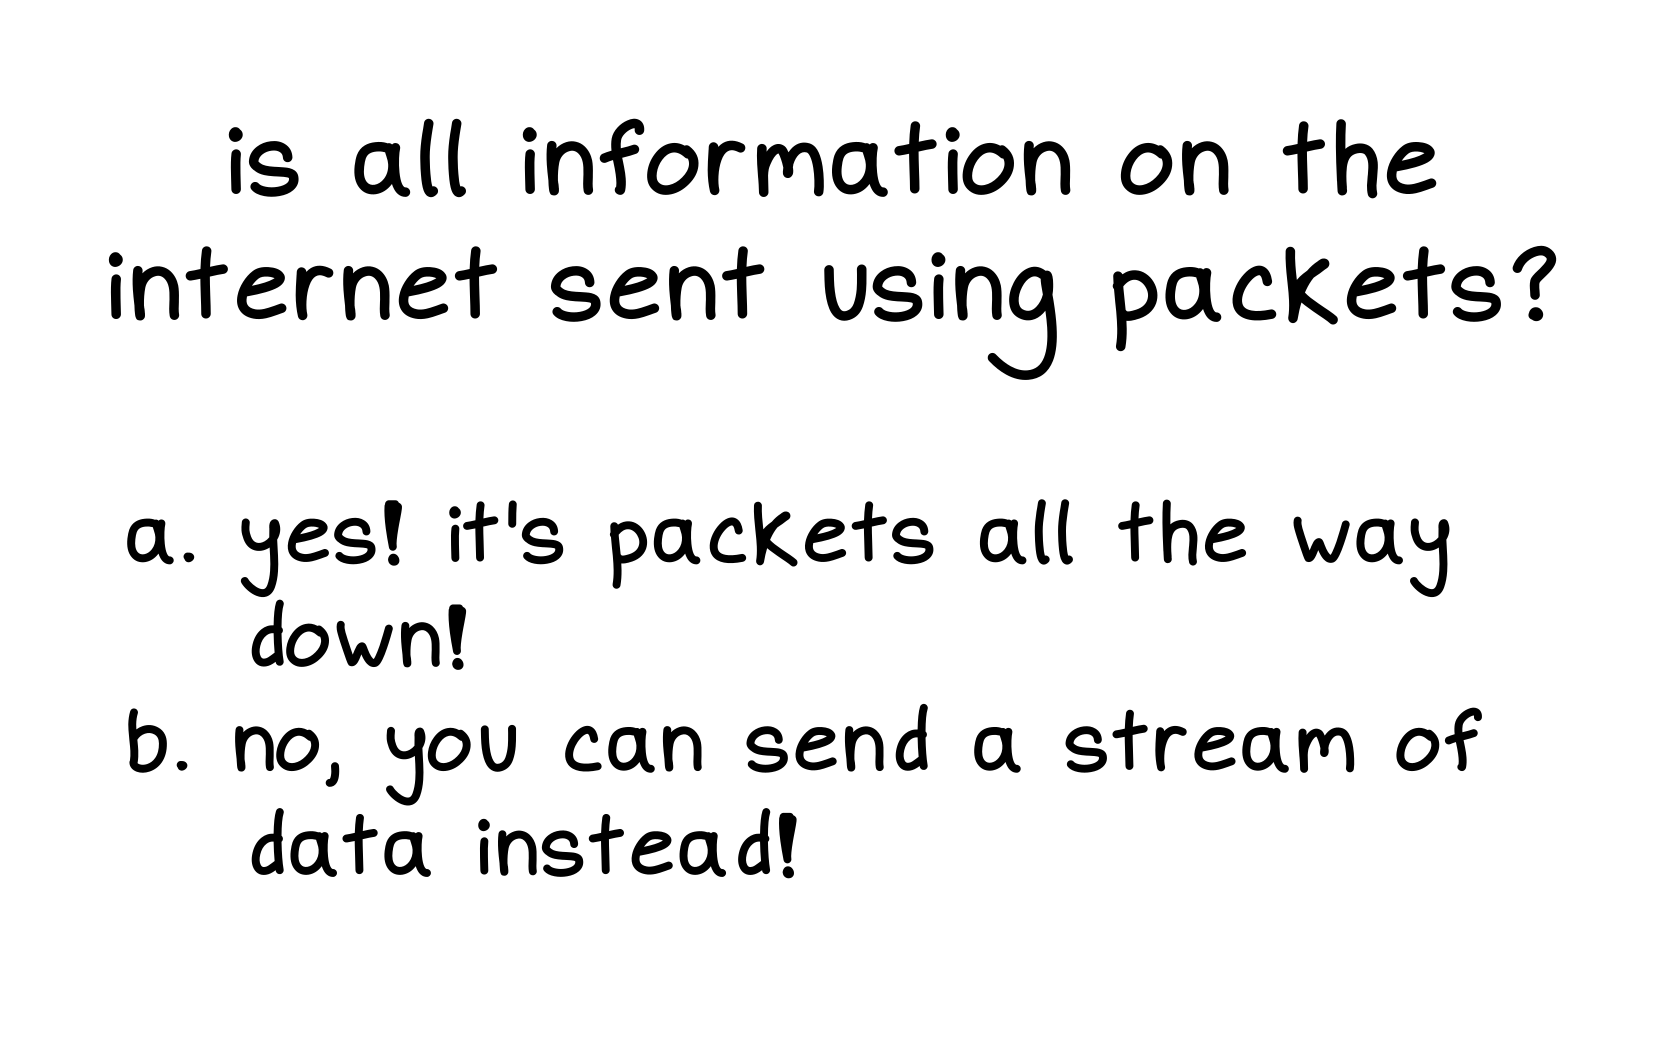 is all information on the
internet sent using packets?
a. yes! it's packets all the way
down!
b. no, you can send a stream of
data instead!